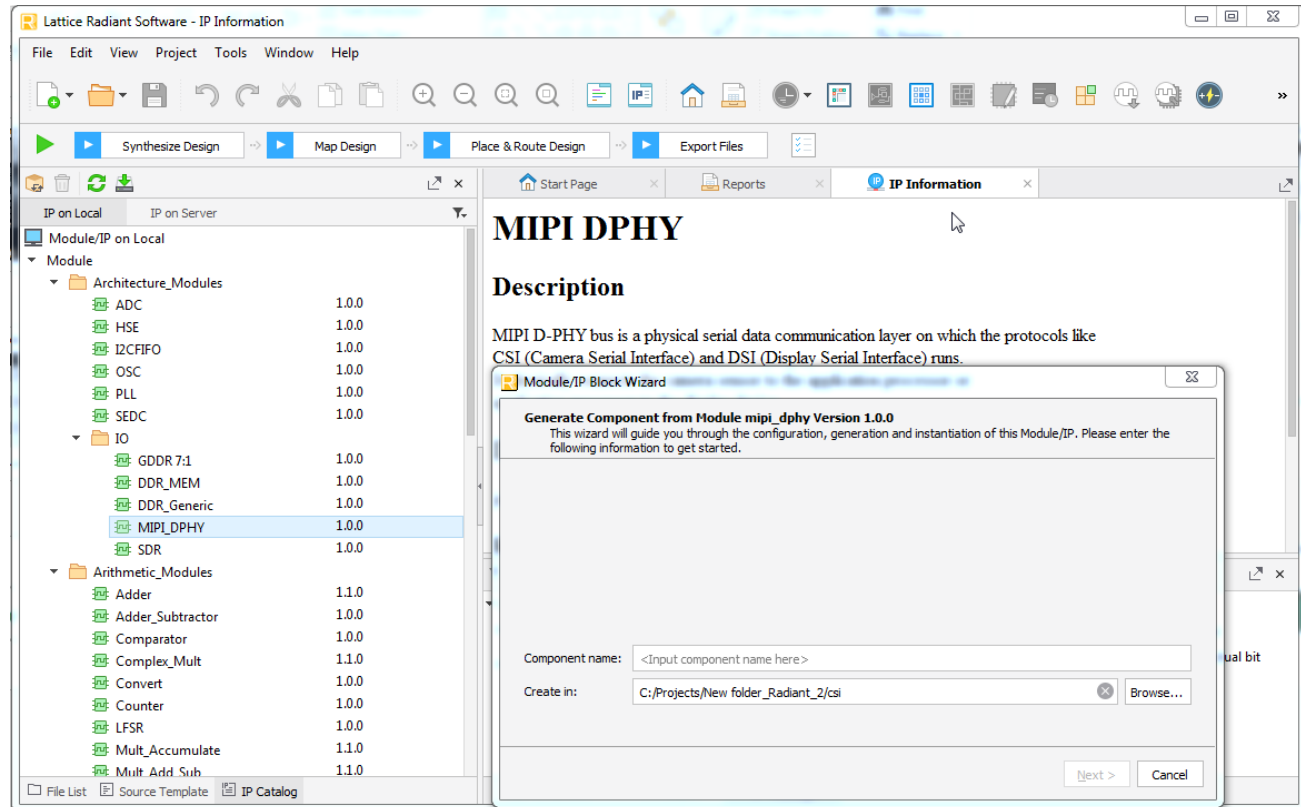 Lattice Radiant Software - IP Information
File Edit View Project Tools Window Help
IP
»
Synthesize Design Map Design Place & Route Design Export Files
Start Page Reports IP IP Information
IP on Local IP on Server
Module/IP on Local
Module
Architecture_Modules
ADC 1.0.0
HSE 1.0.0
I2CFIFO 1.0.0
OSC 1.0.0
PLL 1.0.0
SEDC 1.0.0
IO
GDDR 7:1 1.0.0
DDR_MEM 1.0.0
DDR_Generic 1.0.0
MIPI_DPHY 1.0.0
SDR 1.0.0
Arithmetic_Modules
Adder 1.1.0
Adder_Subtractor 1.0.0
Comparator 1.0.0
Complex_Mult 1.1.0
Convert 1.0.0
Counter 1.0.0
LFSR 1.0.0
Mult_Accumulate 1.1.0
Mult_Add_Sub 1.1.0
File List Source Template IP Catalog
MIPI DPHY
Description
MIPI D-PHY bus is a physical serial data communication layer on which the protocols like
CSI (Camera Serial Interface) and DSI (Display Serial Interface) runs.
Module/IP Block Wizard
Generate Component from Module mipi_dphy Version 1.0.0
This wizard will guide you through the configuration, generation and instantiation of this Module/IP. Please enter the
following information to get started.
Component name: <Input component name here>
Create in: C:/Projects/New folder_Radiant_2/csi Browse...
Next > Cancel
ual bit